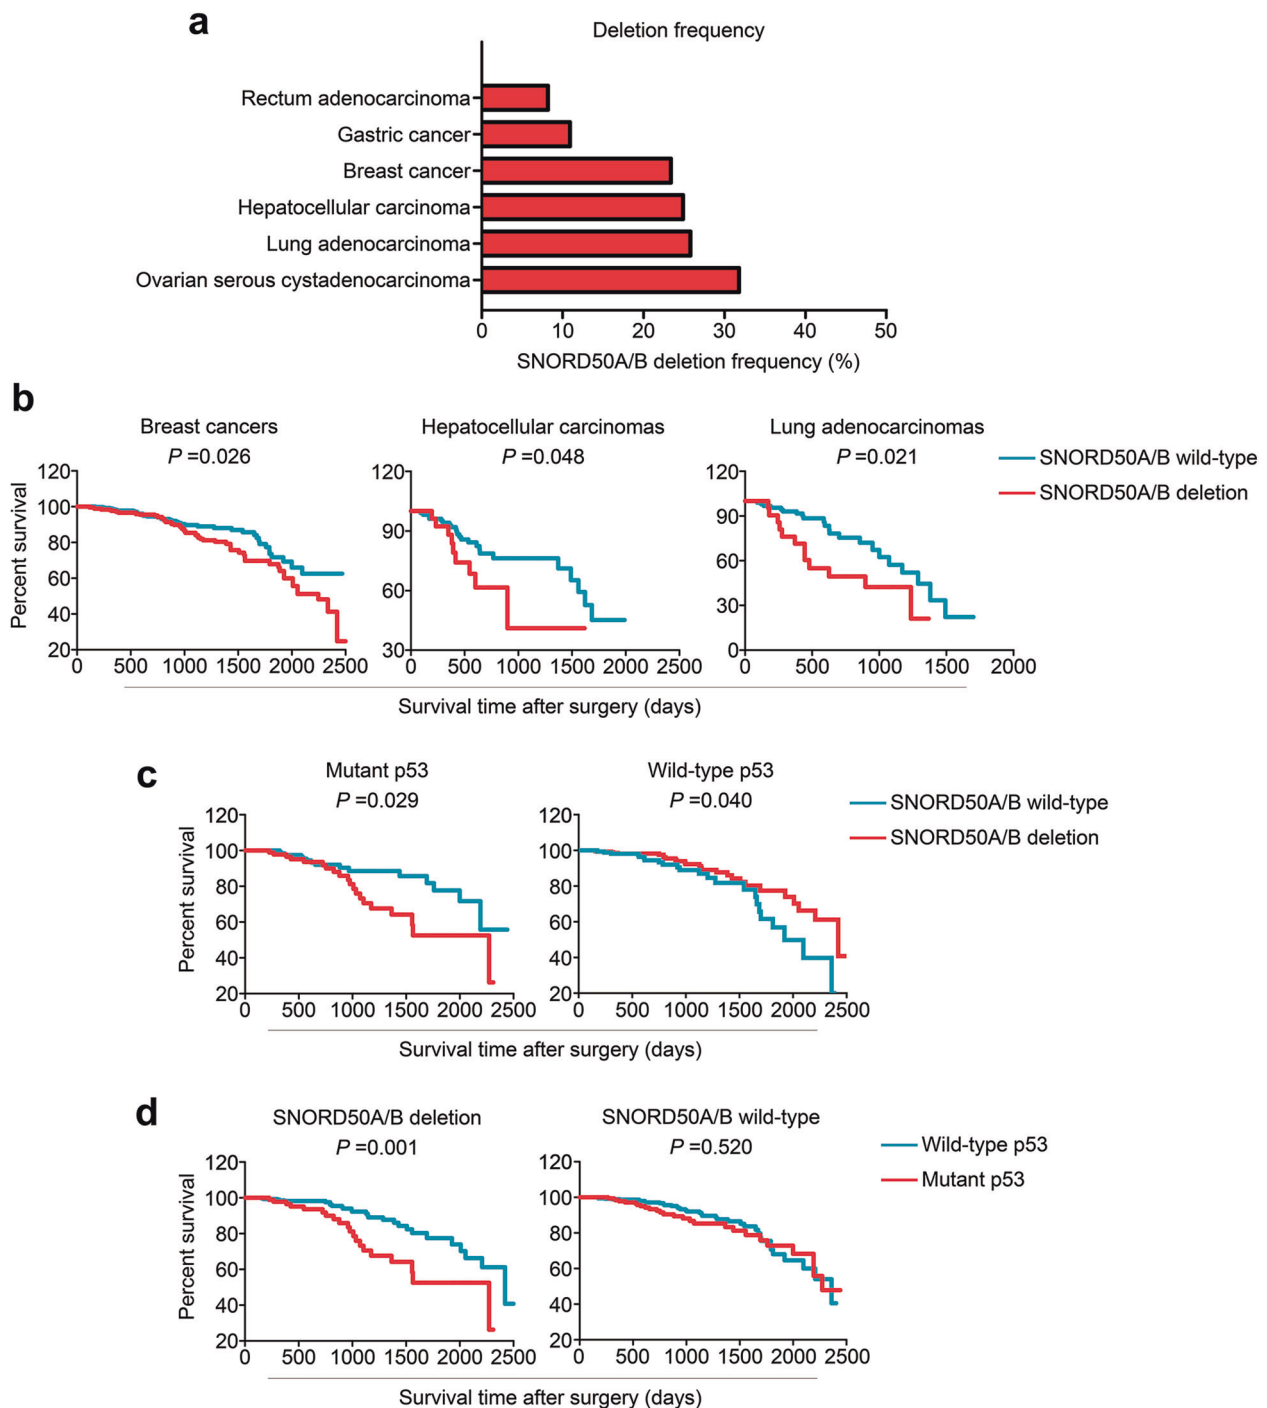 a
Deletion frequency
Rectum adenocarcinoma
Gastric cancer
Breast cancer
Hepatocellular carcinoma
Lung adenocarcinoma
Ovarian serous cystadenocarcinoma
0 10 20 30 40 50
SNORD50A/B deletion frequency (%)
b
Breast cancers
P =0.026
Percent survival
120
100
80
60
40
20
0 500 1000 1500 2000 2500
Hepatocellular carcinomas
P =0.048
120
90
60
30
0 500 1000 1500 2000 2500
Lung adenocarcinomas
P =0.021
120
90
60
30
0
0 500 1000 1500 2000
SNORD50A/B wild-type
SNORD50A/B deletion
Survival time after surgery (days)
c
Mutant p53
P =0.029
Percent survival
120
100
80
60
40
20
0 500 1000 1500 2000 2500
Wild-type p53
P =0.040
120
100
80
60
40
20
0 500 1000 1500 2000 2500
SNORD50A/B wild-type
SNORD50A/B deletion
Survival time after surgery (days)
d
SNORD50A/B deletion
P =0.001
Percent survival
120
100
80
60
40
20
0 500 1000 1500 2000 2500
SNORD50A/B wild-type
P =0.520
120
100
80
60
40
20
0 500 1000 1500 2000 2500
Wild-type p53
Mutant p53
Survival time after surgery (days)